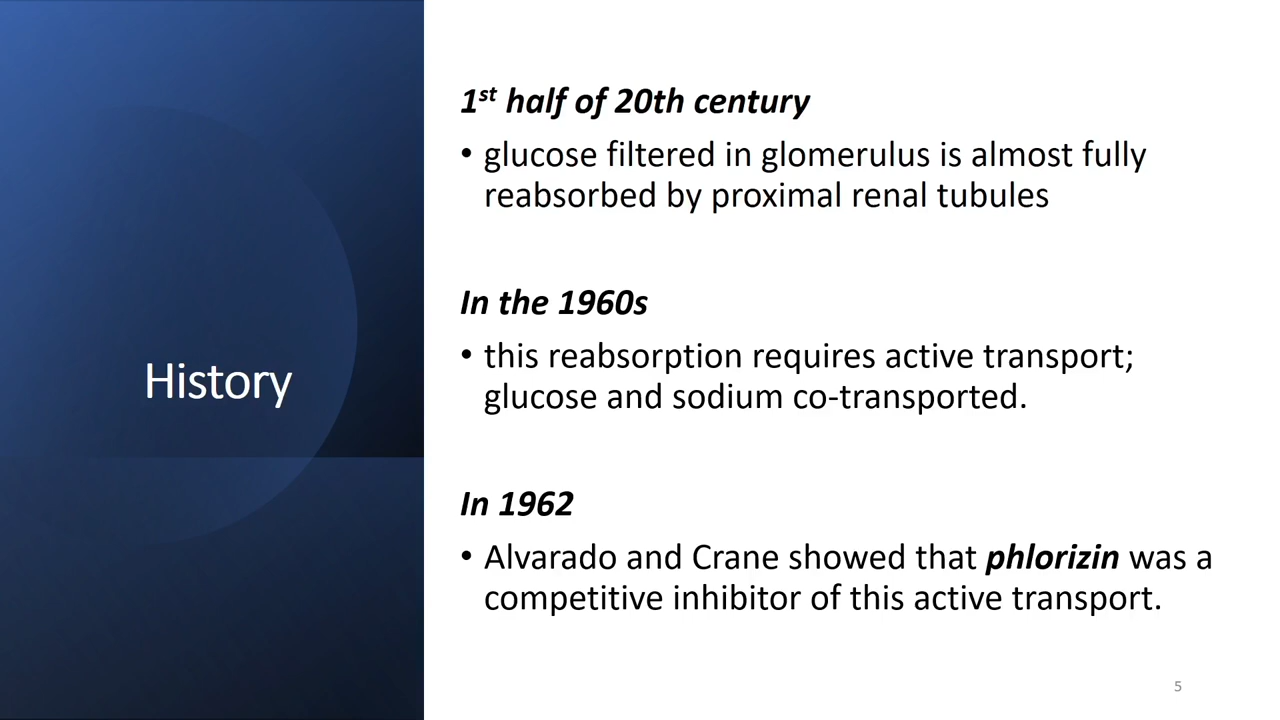 History
1st half of 20th century
• glucose filtered in glomerulus is almost fully
reabsorbed by proximal renal tubules
In the 1960s
• this reabsorption requires active transport;
glucose and sodium co-transported.
In 1962
• Alvarado and Crane showed that phlorizin was a
competitive inhibitor of this active transport.
5